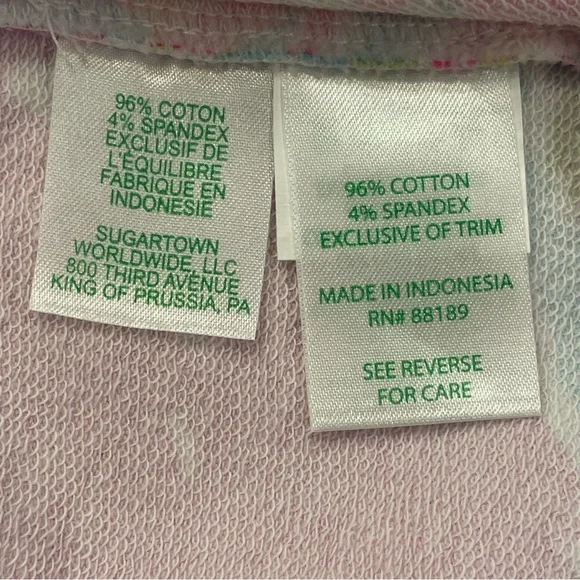 96% COTON
4% SPANDEX
EXCLUSIF DE
L'ÉQUILIBRE
FABRIQUE EN
INDONESIE
SUGARTOWN
WORLDWIDE, LLC
800 THIRD AVENUE
KING OF PRUSSIA, PA
96% COTTON
4% SPANDEX
EXCLUSIVE OF TRIM
MADE IN INDONESIA
RN# 88189
SEE REVERSE
FOR CARE